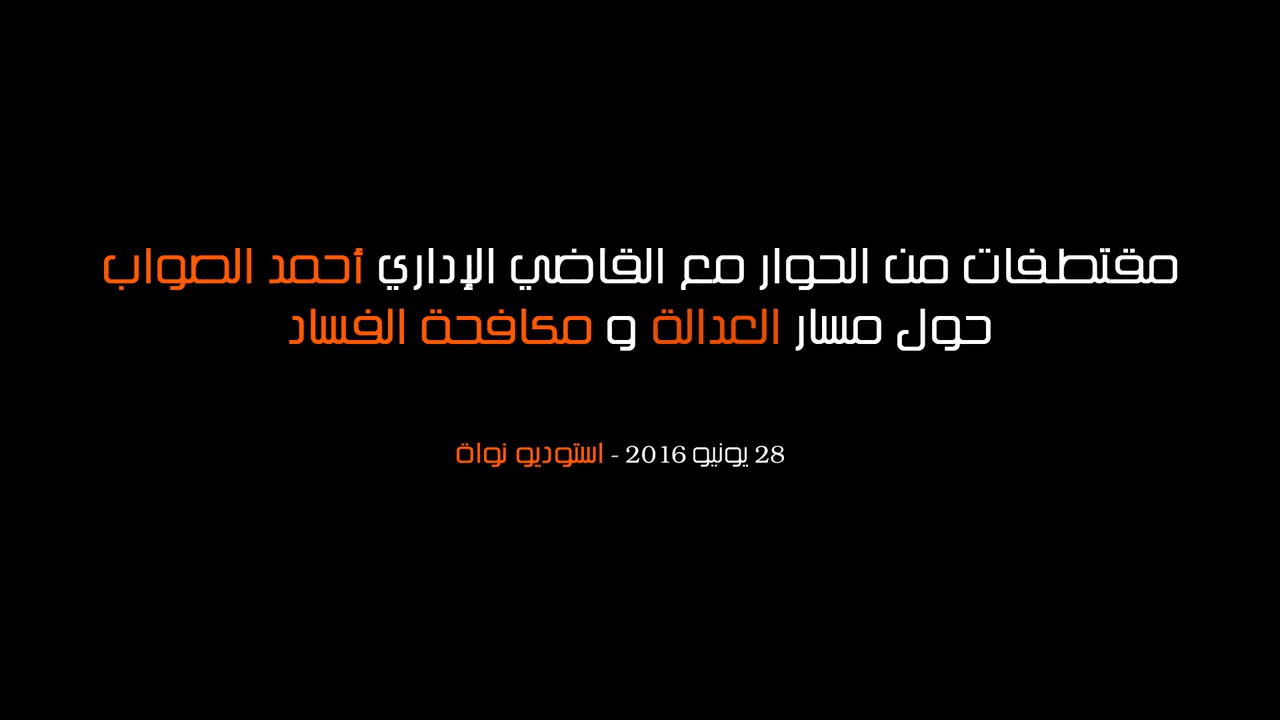 مقتطفات من الحوار مع القاضي الإداري أحمد الصواب
حول مسار العدالة و مكافحة الفساد
28 يونيو 2016 - استوديو نواة